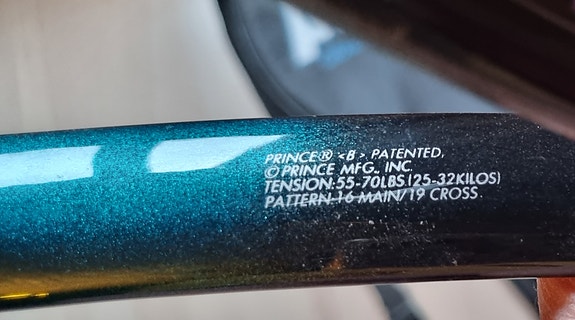 PRINCE® <B>. PATENTED.
© PRINCE MFG., INC.
TENSION:55-70LBS(25-32KILOS)
PATTERN:16 MAIN/19 CROSS